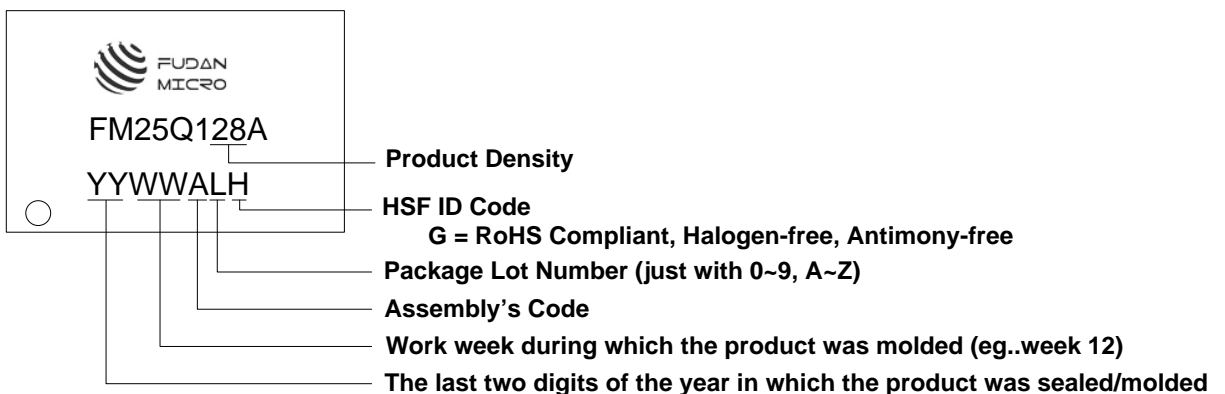 FUDAN
MICRO
FM25Q128A
YYWWALH
Product Density
HSF ID Code
G = RoHS Compliant, Halogen-free, Antimony-free
Package Lot Number (just with 0~9, A~Z)
Assembly's Code
Work week during which the product was molded (eg..week 12)
The last two digits of the year in which the product was sealed/molded